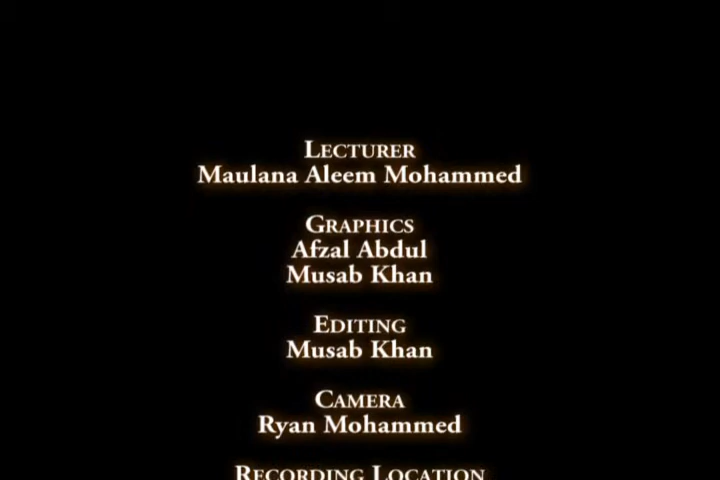 LECTURER
Maulana Aleem Mohammed
GRAPHICS
Afzal Abdul
Musab Khan
EDITING
Musab Khan
CAMERA
Ryan Mohammed
RECORDING LOCATION